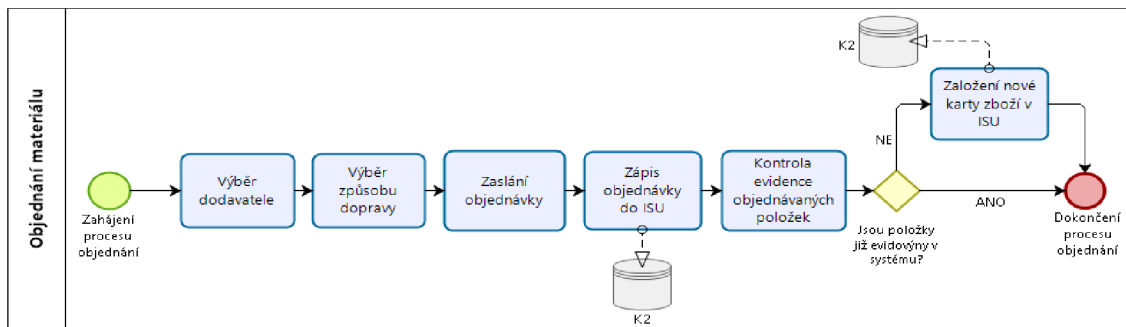 Objednání materiálu
Zahájení
procesu
objednání
Výběr
dodavatele
Výběr
způsobu
dopravy
Zaslání
objednávky
Zápis
objednávky
do ISU
K2
Kontrola
evidence
objednávaných
položek
Jsou položky
již evidovýny v
systému?
NE
ANO
K2
Založení nové
karty zboží v
ISU
Dokončení
procesu
objednání